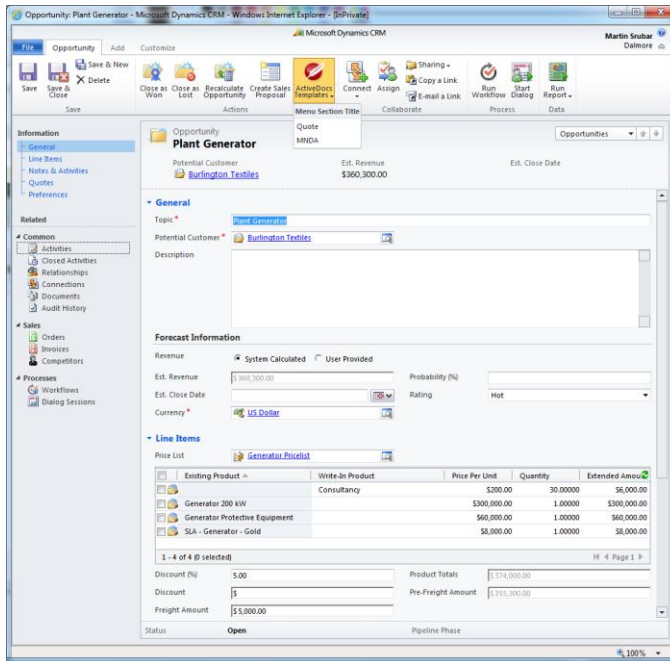 Opportunity: Plant Generator - Microsoft Dynamics CRM - Windows Internet Explorer - [InPrivate]
Microsoft Dynamics CRM
Martin Srubar
Dalmore
File Opportunity Add Customize
Save
Save & Close
Save & New
Delete
Close as Won
Close as Lost
Recalculate Opportunity
Create Sales Proposal
ActiveDocs Templates
Connect
Assign
Sharing
Copy a Link
E-mail a Link
Run Workflow
Start Dialog
Run Report
Save Actions Collaborate Process Data
Menu Section Title
Quote
MNDA
Information
General
Line Items
Notes & Activities
Quotes
Preferences
Related
Common
Activities
Closed Activities
Relationships
Connections
Documents
Audit History
Sales
Orders
Invoices
Competitors
Processes
Workflows
Dialog Sessions
Opportunity
Plant Generator
Opportunities
Potential Customer Est. Revenue Est. Close Date
Burlington Textiles $360,300.00
General
Topic * Plant Generator
Potential Customer * Burlington Textiles
Description
Forecast Information
Revenue System Calculated User Provided
Est. Revenue $360,300.00 Probability (%)
Est. Close Date Rating Hot
Currency * US Dollar
Line Items
Price List Generator Pricelist
Existing Product Write-In Product Price Per Unit Quantity Extended Amou
Consultancy $200.00 30.00000 $6,000.00
Generator 200 kW $300,000.00 1.00000 $300,000.00
Generator Protective Equipment $60,000.00 1.00000 $60,000.00
SLA - Generator - Gold $8,000.00 1.00000 $8,000.00
1 - 4 of 4 (0 selected) Page 1
Discount (%) 5.00 Product Totals $374,000.00
Discount $ Pre-Freight Amount $355,300.00
Freight Amount $5,000.00
Status Open Pipeline Phase
100%